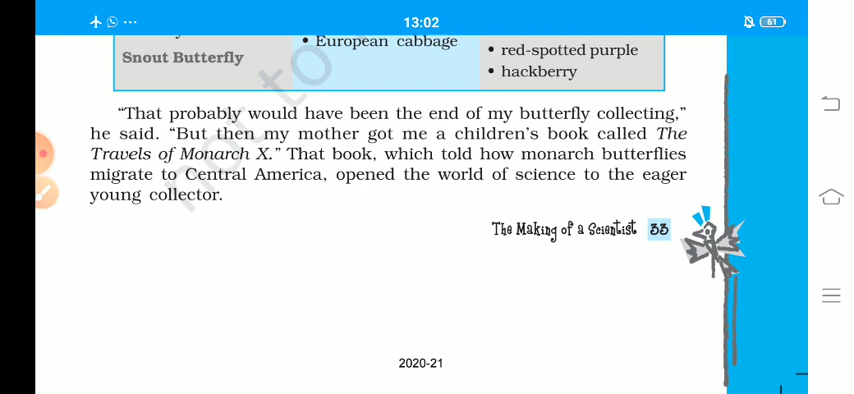 13:02
61
• European cabbage
• red-spotted purple
Snout Butterfly
• hackberry
“That probably would have been the end of my butterfly collecting,”
he said. “But then my mother got me a children’s book called The
Travels of Monarch X.” That book, which told how monarch butterflies
migrate to Central America, opened the world of science to the eager
young collector.
not to
The Making of a Scientist 33
2020-21